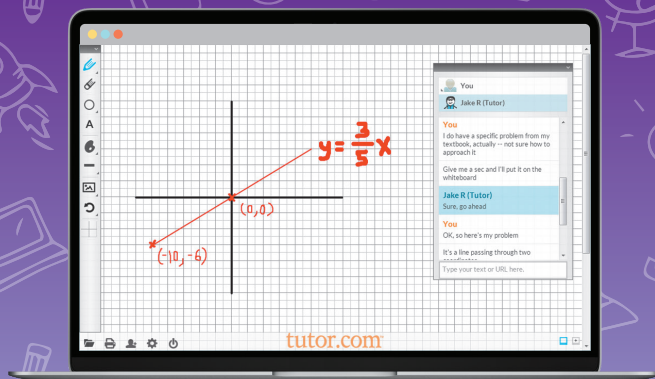 y= 3/5 x
(0,0)
(-10,-6)
You
Jake R (Tutor)
You
I do have a specific problem from my
textbook, actually -- not sure how to
approach it
Give me a sec and I'll put it on the
whiteboard
Jake R (Tutor)
Sure, go ahead
You
OK, so here's my problem
It's a line passing through two
Type your text or URL here.
A
tutor.com